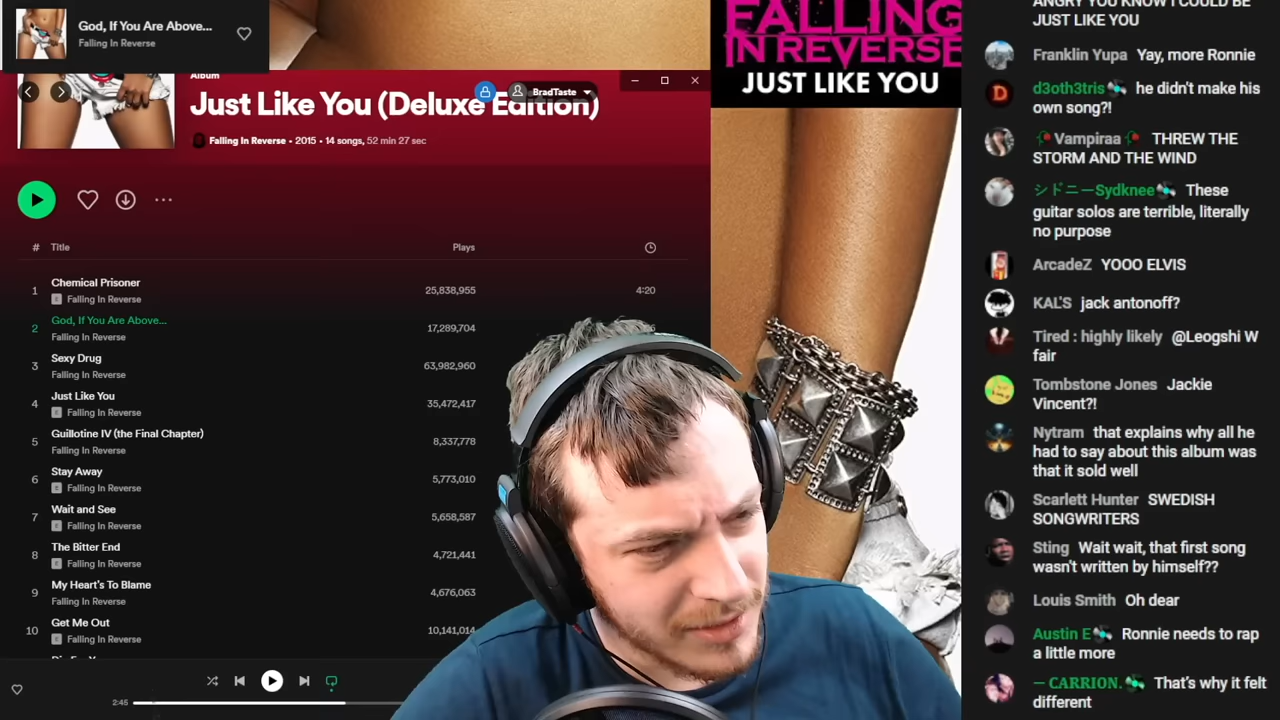 God, If You Are Above...
Falling In Reverse
Album
BradTaste
Just Like You (Deluxe Edition)
Falling In Reverse • 2015 • 14 songs, 52 min 27 sec
# Title Plays
1 Chemical Prisoner 25,838,955 4:20
E Falling In Reverse
2 God, If You Are Above... 17,289,704
Falling In Reverse
3 Sexy Drug 63,982,960
Falling In Reverse
4 Just Like You 35,472,417
E Falling In Reverse
5 Guillotine IV (the Final Chapter) 8,337,778
Falling In Reverse
6 Stay Away 5,773,010
E Falling In Reverse
7 Wait and See 5,658,587
E Falling In Reverse
8 The Bitter End 4,721,441
E Falling In Reverse
9 My Heart's To Blame 4,676,063
Falling In Reverse
10 Get Me Out 10,141,014
E Falling In Reverse
2:45
FALLING
IN REVERSE
JUST LIKE YOU
ANGRY YOU KNOW I COULD BE
JUST LIKE YOU
Franklin Yupa Yay, more Ronnie
d3oth3tris he didn't make his
own song?!
Vampiraa THREW THE
STORM AND THE WIND
シドニーSydknee These
guitar solos are terrible, literally
no purpose
ArcadeZ YOOO ELVIS
KAL'S jack antonoff?
Tired : highly likely @Leogshi W
fair
Tombstone Jones Jackie
Vincent?!
Nytram that explains why all he
had to say about this album was
that it sold well
Scarlett Hunter SWEDISH
SONGWRITERS
Sting Wait wait, that first song
wasn't written by himself??
Louis Smith Oh dear
Austin E Ronnie needs to rap
a little more
— CARRION. That's why it felt
different